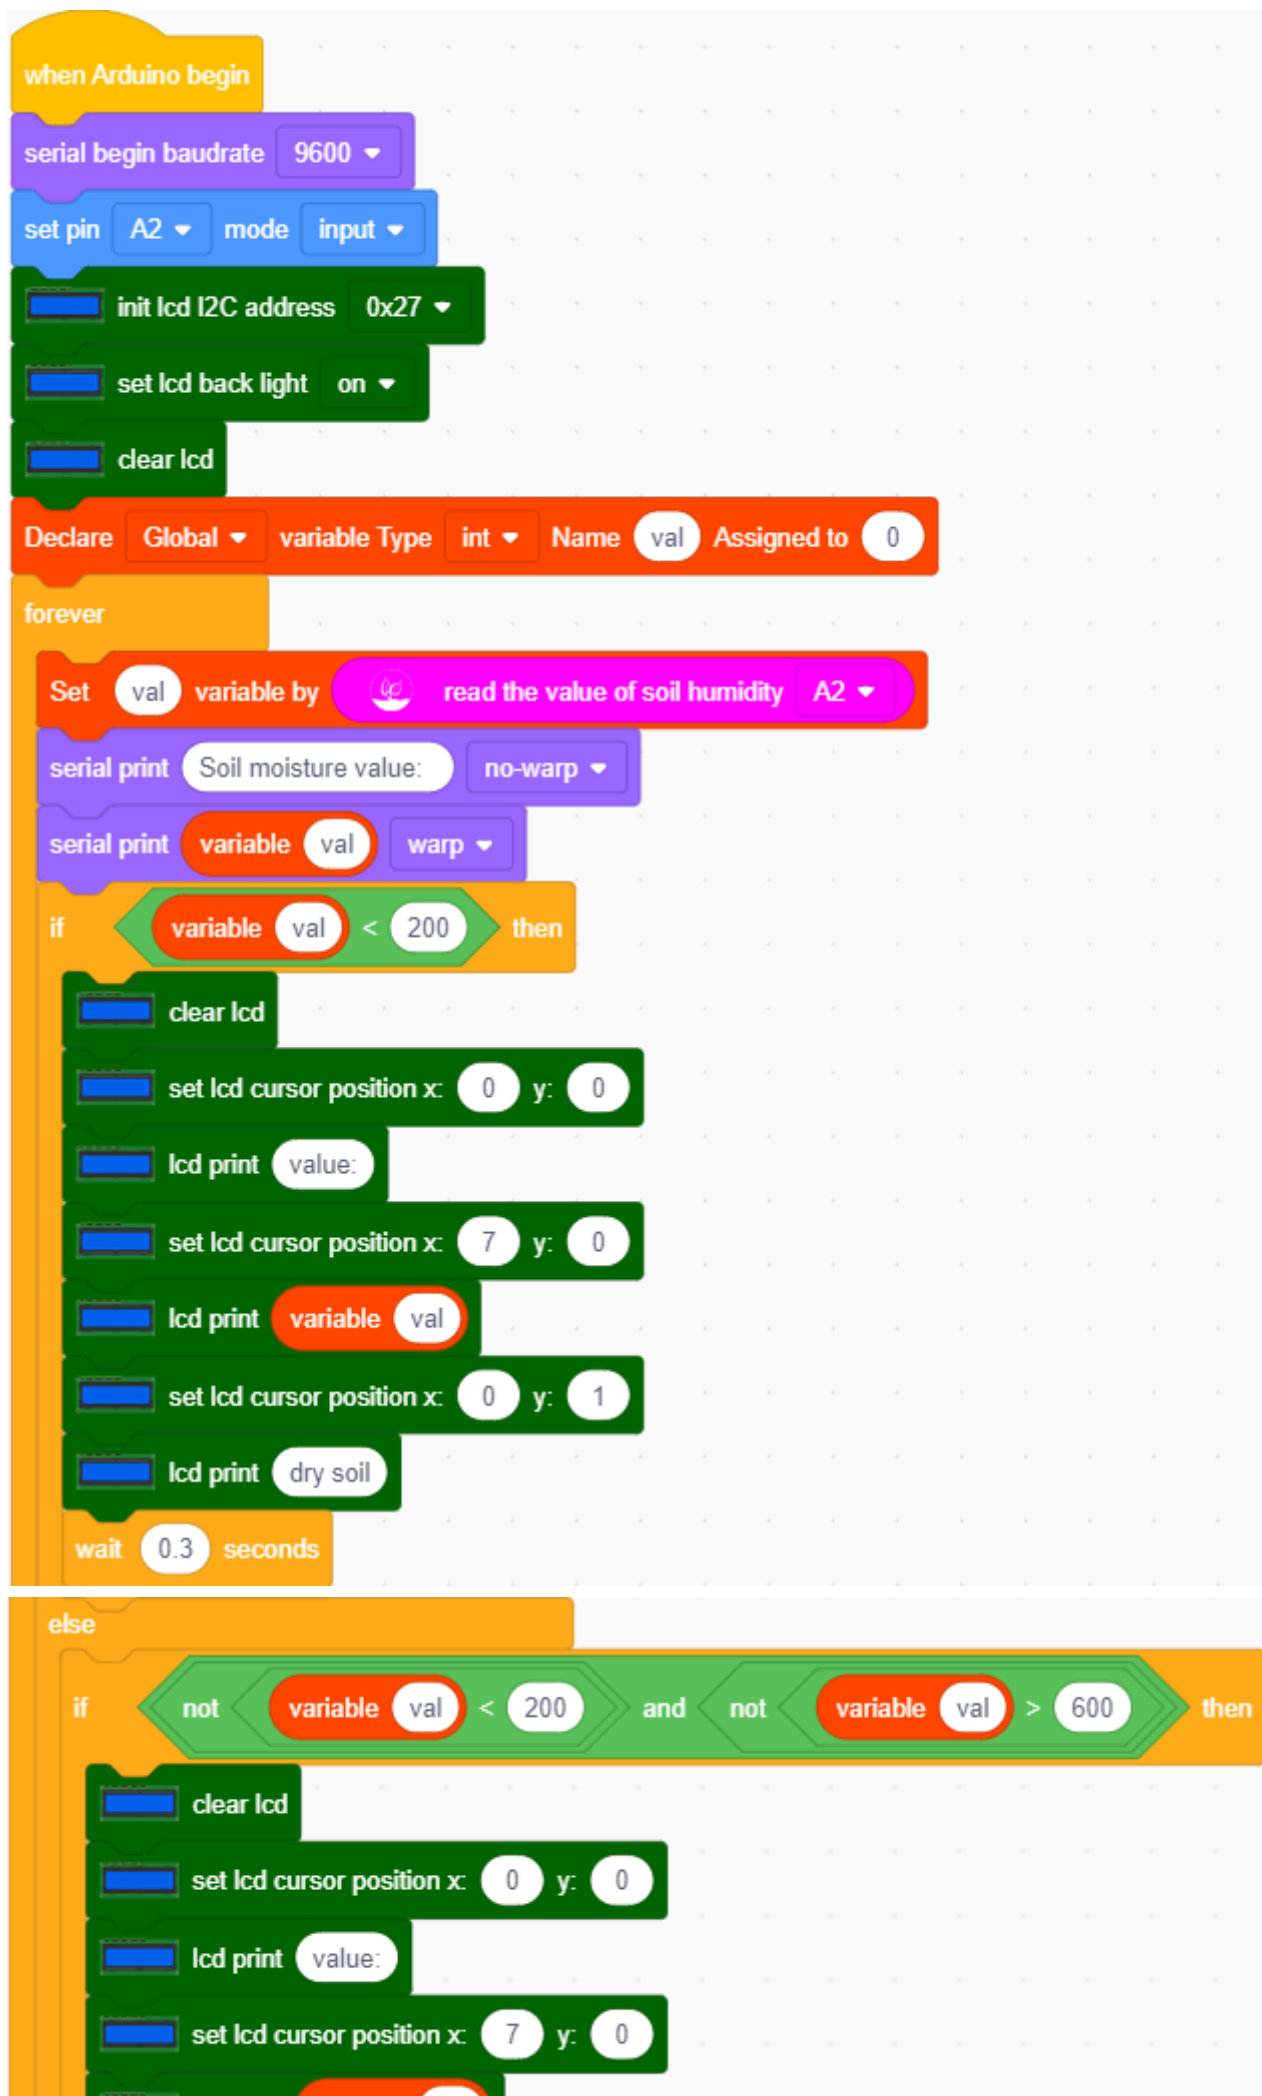 when Arduino begin
serial begin baudrate 9600
set pin A2 mode input
init lcd I2C address 0x27
set lcd back light on
clear lcd
Declare Global variable Type int Name val Assigned to 0
forever
Set val variable by read the value of soil humidity A2
serial print Soil moisture value: no-warp
serial print variable val warp
if variable val < 200 then
clear lcd
set lcd cursor position x: 0 y: 0
lcd print value:
set lcd cursor position x: 7 y: 0
lcd print variable val
set lcd cursor position x: 0 y: 1
lcd print dry soil
wait 0.3 seconds
else
if not variable val < 200 and not variable val > 600 then
clear lcd
set lcd cursor position x: 0 y: 0
lcd print value:
set lcd cursor position x: 7 y: 0